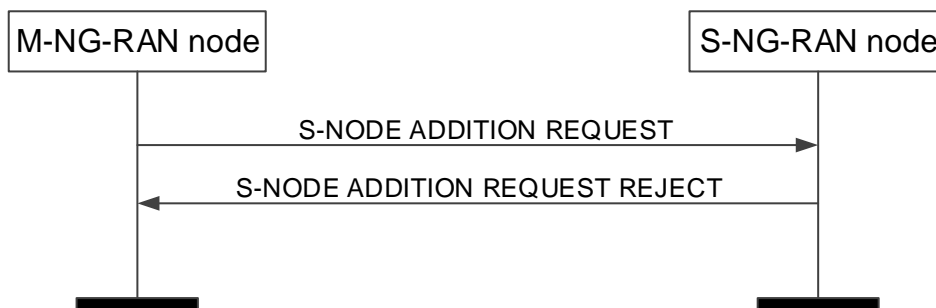 M-NG-RAN node
S-NG-RAN node
S-NODE ADDITION REQUEST
S-NODE ADDITION REQUEST REJECT